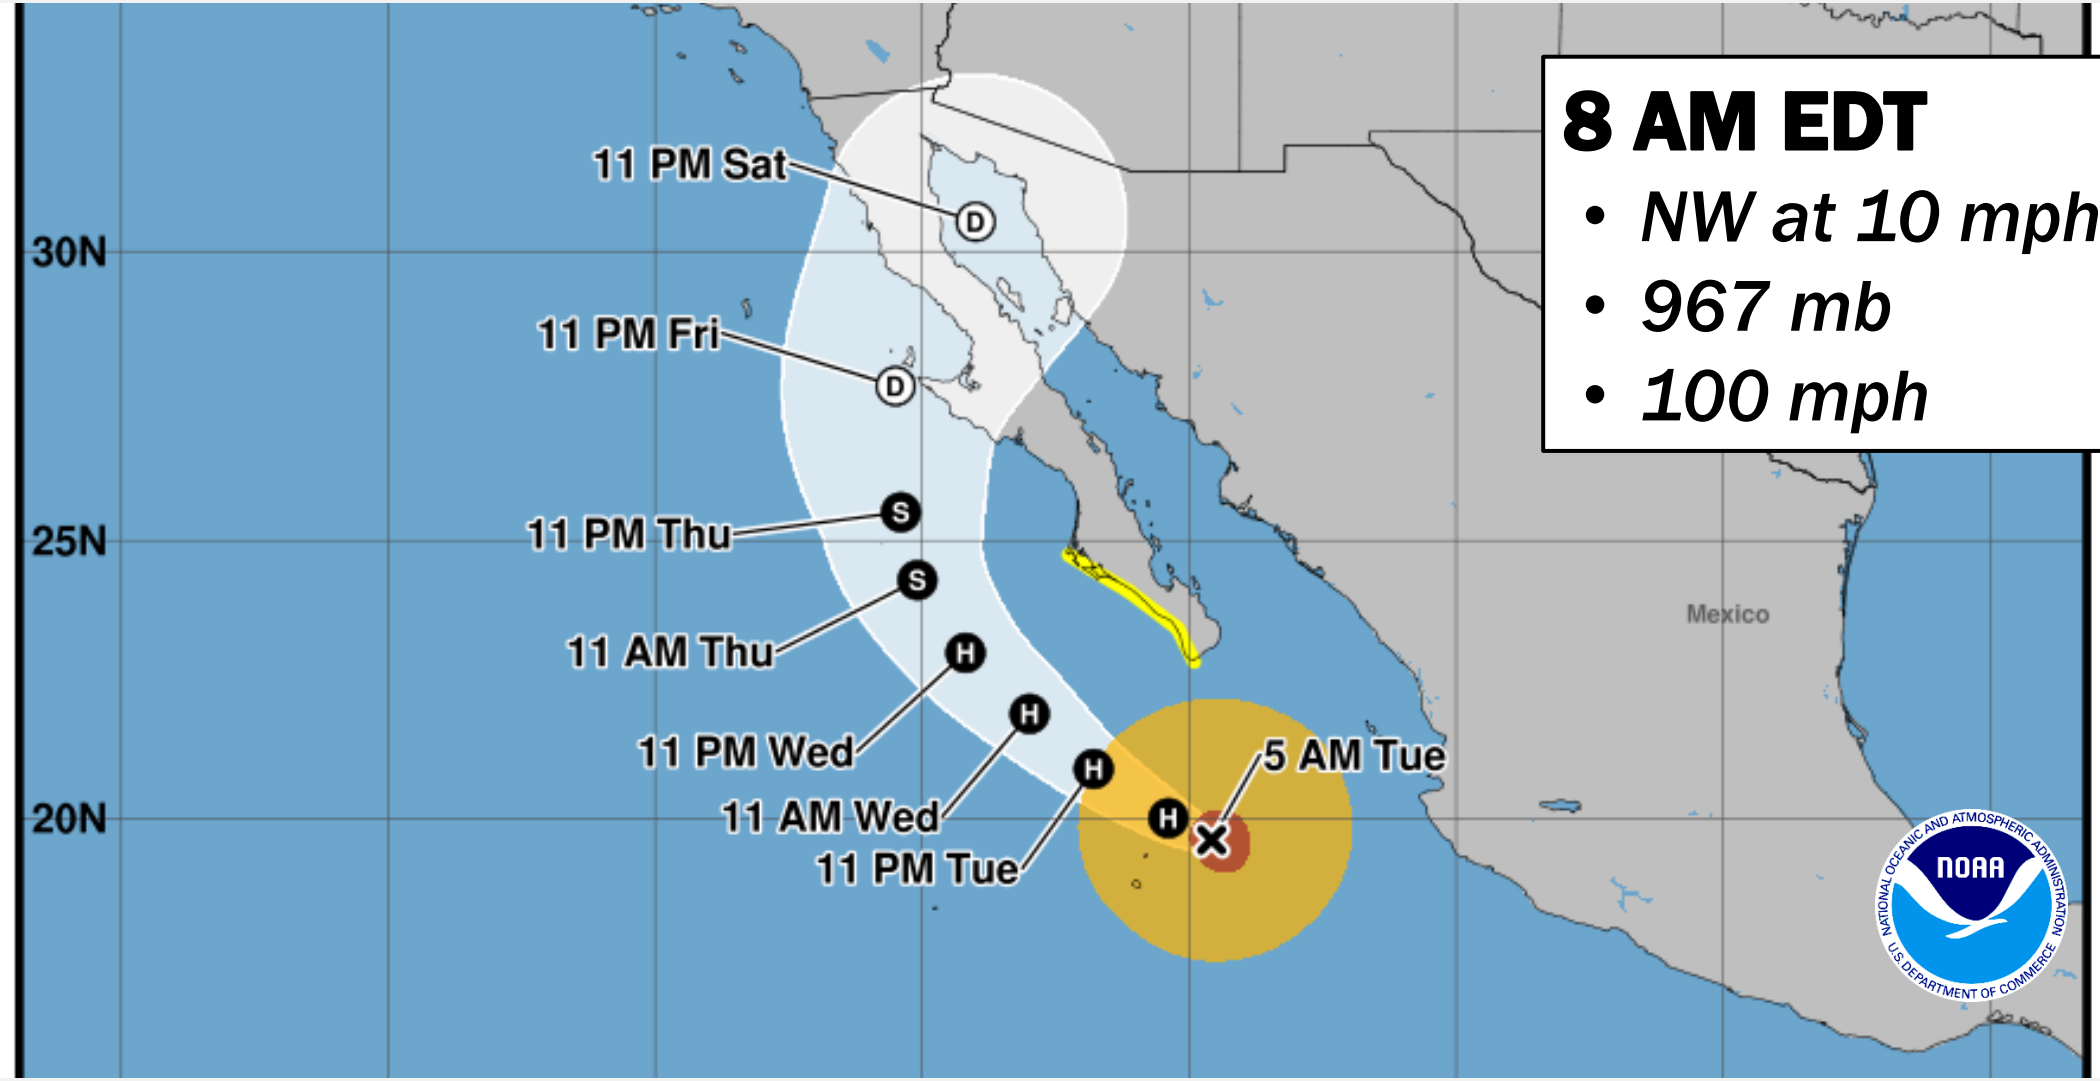 8 AM EDT
• NW at 10 mph
• 967 mb
• 100 mph
11 PM Sat
D
30N
11 PM Fri
D
S
11 PM Thu
25N
S
11 AM Thu
Mexico
H
H
11 PM Wed
5 AM Tue
H
11 AM Wed
H
20N
11 PM Tue
NATIONAL OCEANIC AND ATMOSPHERIC ADMINISTRATION
NOAA
U.S. DEPARTMENT OF COMMERCE